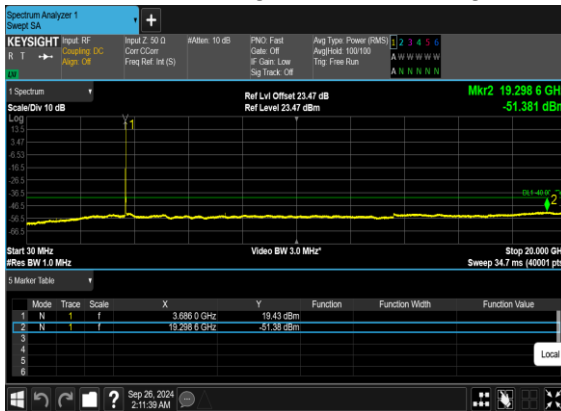 Spectrum Analyzer 1
Swept SA
KEYSIGHT Input: RF Input Z: 50 Ω #Atten: 10 dB PNO: Fast Avg Type: Power (RMS) 1 2 3 4 5 6
R T Coupling: DC Corr CCorr Gate: Off Avg|Hold: 100/100 A W W W W W
Align: Off Freq Ref: Int (S) IF Gain: Low Trig: Free Run
Sig Track: Off A N N N N N
1 Spectrum Ref Lvl Offset 23.47 dB Mkr2 19.298 6 GH
Scale/Div 10 dB Ref Level 23.47 dBm -51.381 dBr
Log
13.5 1
3.47
-6.53
-16.5
-26.5
-36.5
-46.5 2
-56.5
-66.5
Start 30 MHz Video BW 3.0 MHz* Stop 20.000 GH
#Res BW 1.0 MHz Sweep 34.7 ms (40001 pts
5 Marker Table
Mode Trace Scale X Y Function Function Width Function Value
1 N 1 f 3.686 0 GHz 19.43 dBm
2 N 1 f 19.298 6 GHz -51.38 dBm
3
4
5
6
Local
Sep 26, 2024
2:11:39 AM